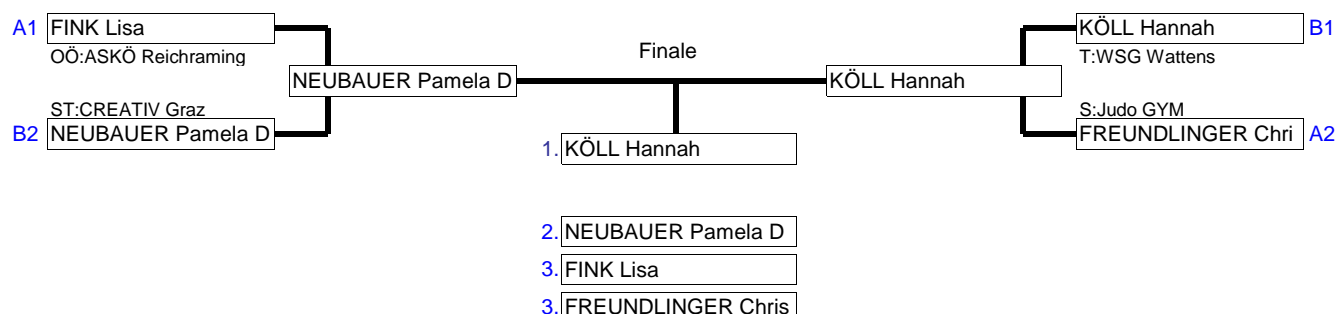 A1 FINK Lisa
OÖ:ASKÖ Reichraming
ST:CREATIV Graz
B2 NEUBAUER Pamela D
NEUBAUER Pamela D
Finale
KÖLL Hannah
KÖLL Hannah B1
T:WSG Wattens
S:Judo GYM
FREUNDLINGER Chri A2
1. KÖLL Hannah
2. NEUBAUER Pamela D
3. FINK Lisa
3. FREUNDLINGER Chris